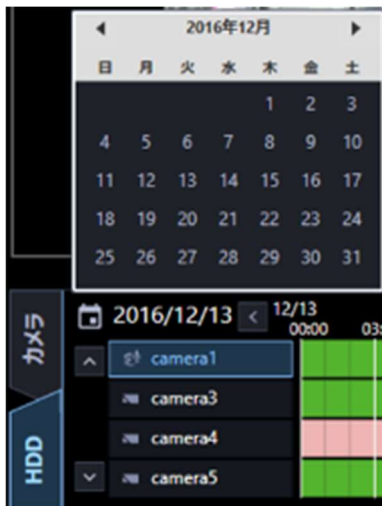 2016年12月
日 月 火 水 木 金 土
1 2 3
4 5 6 7 8 9 10
11 12 13 14 15 16 17
18 19 20 21 22 23 24
25 26 27 28 29 30 31
2016/12/13 12/13
00:00 03:
カメラ
camera1
camera3
camera4
HDD
camera5